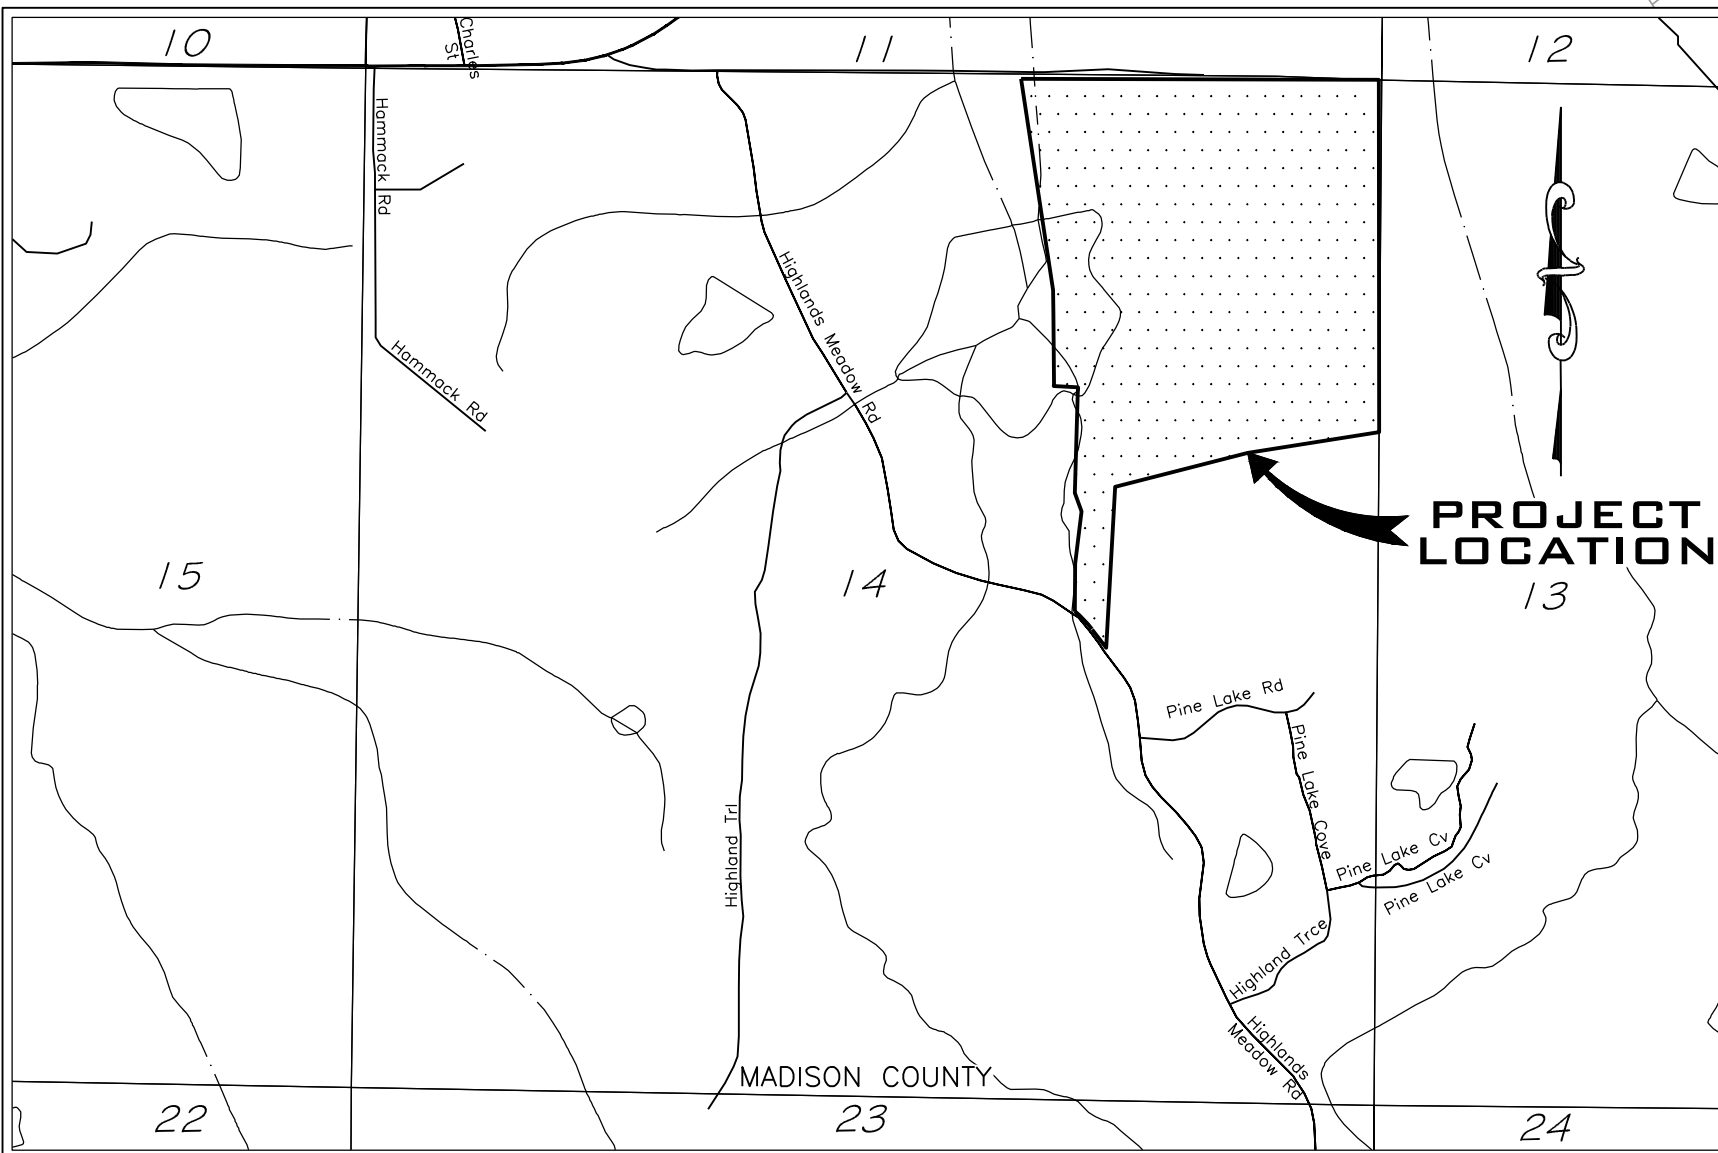 10
Charles
St
11
12
Hammack Rd
Hammack Rd
Highlands Meadow Rd
PROJECT
LOCATION
15
14
13
Pine Lake Rd
Pine Lake Cove
Highland Trl
Pine Lake Cv
Pine Lake Cv
Highland Trce
Highlands
Meadow Rd
MADISON COUNTY
22
23
24